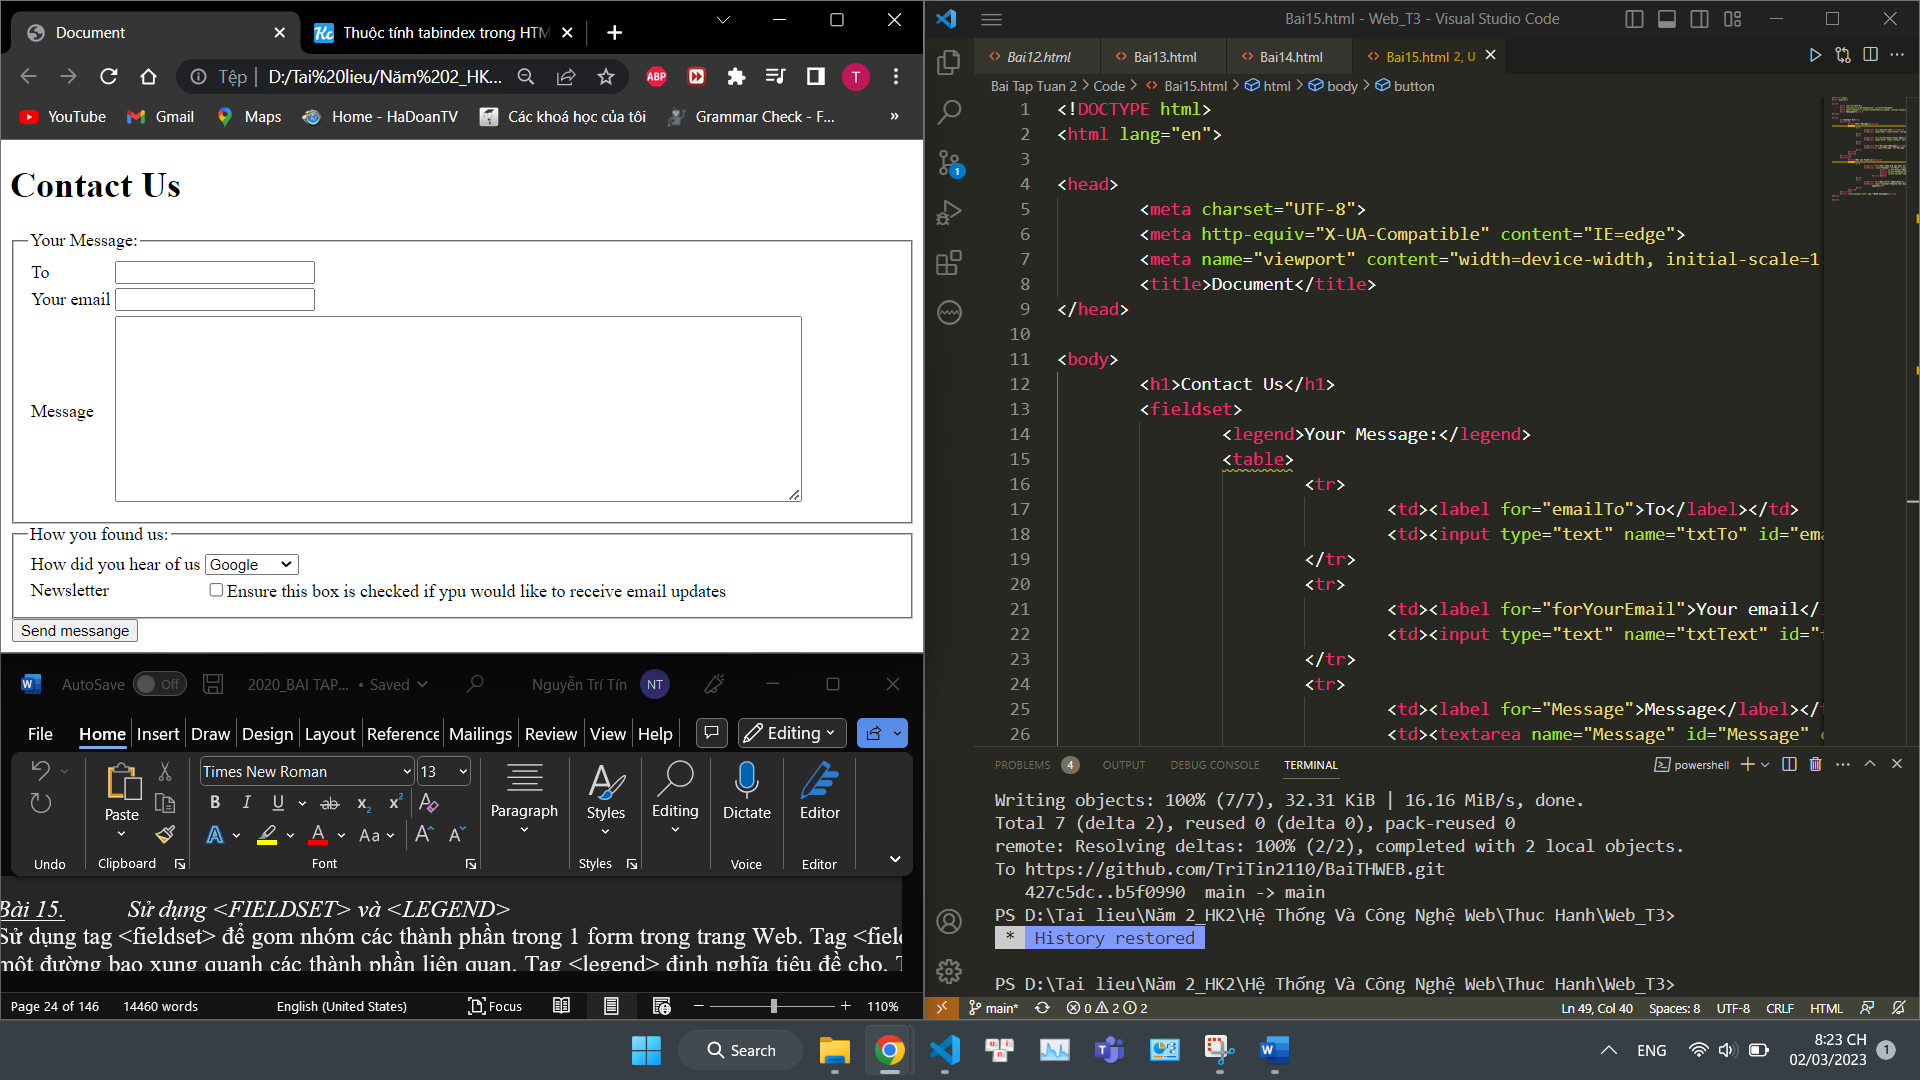 Document
Thuộc tính tabindex trong HTM
Tệp
D:/Tai%20lieu/Năm%202_HK...
ABP
T
YouTube
Gmail
Maps
Home - HaDoanTV
Các khoá học của tôi
Grammar Check - F...
»
Contact Us
Your Message:
To
Your email
Message
How you found us:
How did you hear of us Google
Newsletter Ensure this box is checked if ypu would like to receive email updates
Send messange
AutoSave Off 2020_BAI TAP... • Saved Nguyễn Trí Tín NT
File Home Insert Draw Design Layout Reference Mailings Review View Help Editing
Times New Roman 13
Paste
Paragraph
Styles
Editing
Dictate
Editor
Undo Clipboard Font Styles Voice Editor
Bài 15. Sử dụng <FIELDSET> và <LEGEND>
Sử dụng tag <fieldset> để gom nhóm các thành phần trong 1 form trong trang Web. Tag <fiel
một đường bao xung quanh các thành phần liên quan. Tag <legend> định nghĩa tiêu đề cho.
Page 24 of 146 14460 words English (United States) Focus 110%
Bai15.html - Web_T3 - Visual Studio Code
Bai12.html Bai13.html Bai14.html Bai15.html 2, U
Bai Tap Tuan 2 > Code > Bai15.html > html > body > button
1 <!DOCTYPE html>
2 <html lang="en">
3
4 <head>
5 <meta charset="UTF-8">
6 <meta http-equiv="X-UA-Compatible" content="IE=edge">
7 <meta name="viewport" content="width=device-width, initial-scale=1.
8 <title>Document</title>
9 </head>
10
11 <body>
12 <h1>Contact Us</h1>
13 <fieldset>
14 <legend>Your Message:</legend>
15 <table>
16 <tr>
17 <td><label for="emailTo">To</label></td>
18 <td><input type="text" name="txtTo" id="ema
19 </tr>
20 <tr>
21 <td><label for="forYourEmail">Your email</l
22 <td><input type="text" name="txtText" id="
23 </tr>
24 <tr>
25 <td><label for="Message">Message</label></t
26 <td><textarea name="Message" id="Message" c
PROBLEMS 4 OUTPUT DEBUG CONSOLE TERMINAL powershell
Writing objects: 100% (7/7), 32.31 KiB | 16.16 MiB/s, done.
Total 7 (delta 2), reused 0 (delta 0), pack-reused 0
remote: Resolving deltas: 100% (2/2), completed with 2 local objects.
To https://github.com/TriTin2110/BaiTHWEB.git
427c5dc..b5f0990 main -> main
PS D:\Tai lieu\Năm 2_HK2\Hệ Thống Và Công Nghệ Web\Thuc Hanh\Web_T3>
* History restored
PS D:\Tai lieu\Năm 2_HK2\Hệ Thống Và Công Nghệ Web\Thuc Hanh\Web_T3>
main* 0 2 2 Ln 49, Col 40 Spaces: 8 UTF-8 CRLF HTML
Search
ENG
8:23 CH
02/03/2023
1